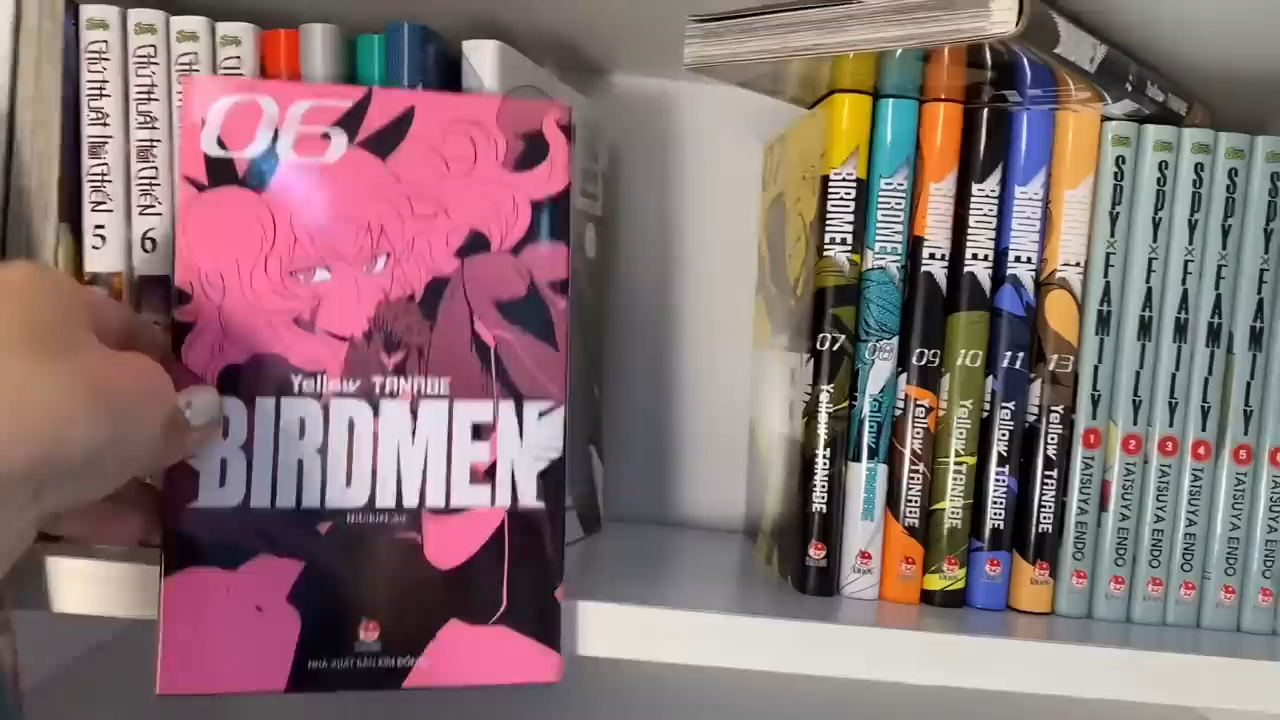 CHÚ THUẬT HỒI CHIẾN 5
CHÚ THUẬT HỒI CHIẾN 6
06
Yellow TANABE
BIRDMEN
NHÀ XUẤT BẢN KIM ĐỒNG
BIRDMEN 07 Yellow TANABE
BIRDMEN 08 Yellow TANABE
BIRDMEN 09 Yellow TANABE
BIRDMEN 10 Yellow TANABE
BIRDMEN 11 Yellow TANABE
BIRDMEN 13 Yellow TANABE
SPY×FAMILY 1 TATSUYA ENDO
SPY×FAMILY 2 TATSUYA ENDO
SPY×FAMILY 3 TATSUYA ENDO
SPY×FAMILY 4 TATSUYA ENDO
SPY×FAMILY 5 TATSUYA ENDO